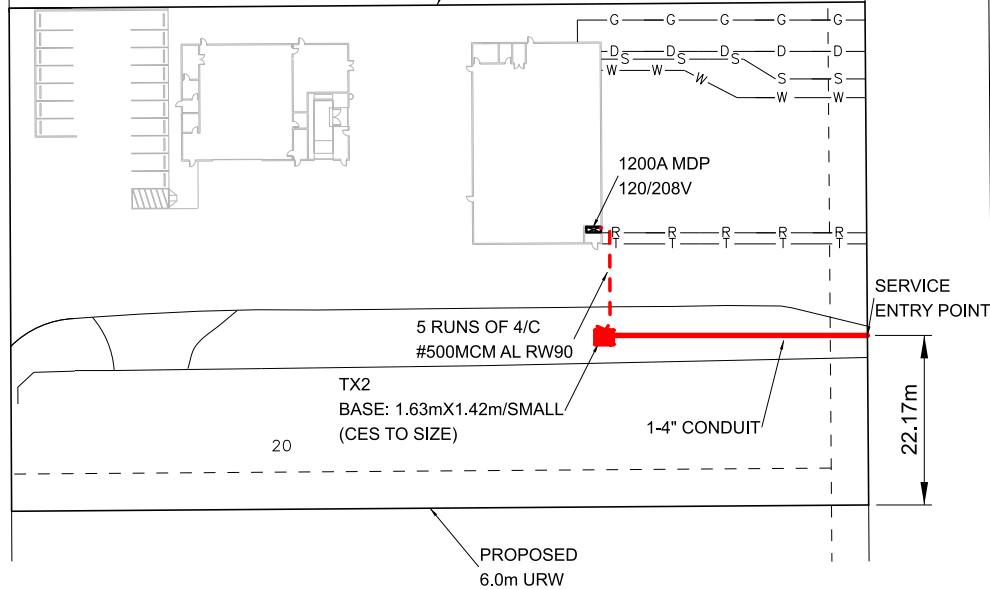 G G G G G
D D D D D
S S S S S
W W W W W
1200A MDP
120/208V
R R R R R
T T T T T
SERVICE
ENTRY POINT
5 RUNS OF 4/C
#500MCM AL RW90
TX2
BASE: 1.63mX1.42m/SMALL
(CES TO SIZE)
1-4" CONDUIT
22.17m
20
PROPOSED
6.0m URW